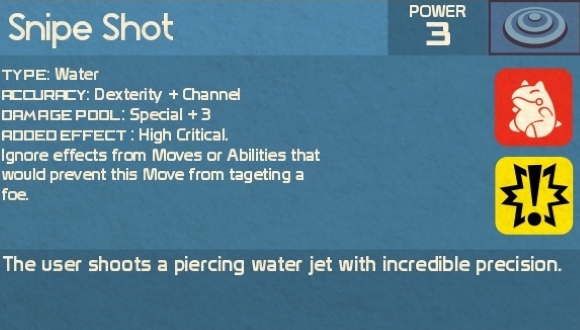 Snipe Shot
POWER
3
TYPE: Water
ACCURACY: Dexterity + Channel
DAMAGE POOL: Special + 3
ADDED EFFECT : High Critical.
Ignore effects from Moves or Abilities that
would prevent this Move from tageting a
foe.
The user shoots a piercing water jet with incredible precision.